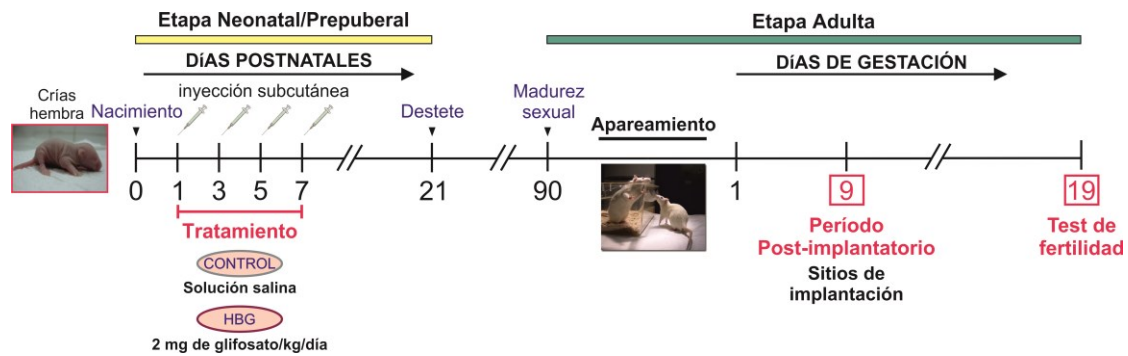 Etapa Neonatal/Prepuberal
Etapa Adulta
DíAS POSTNATALES
DíAS DE GESTACIÓN
Crías
hembra
Nacimiento
inyección subcutánea
Destete
Madurez
sexual
Apareamiento
0 1 3 5 7 21 90 1 9 19
Tratamiento
CONTROL
Solución salina
HBG
2 mg de glifosato/kg/día
Período
Post-implantatorio
Sitios de
implantación
Test de
fertilidad